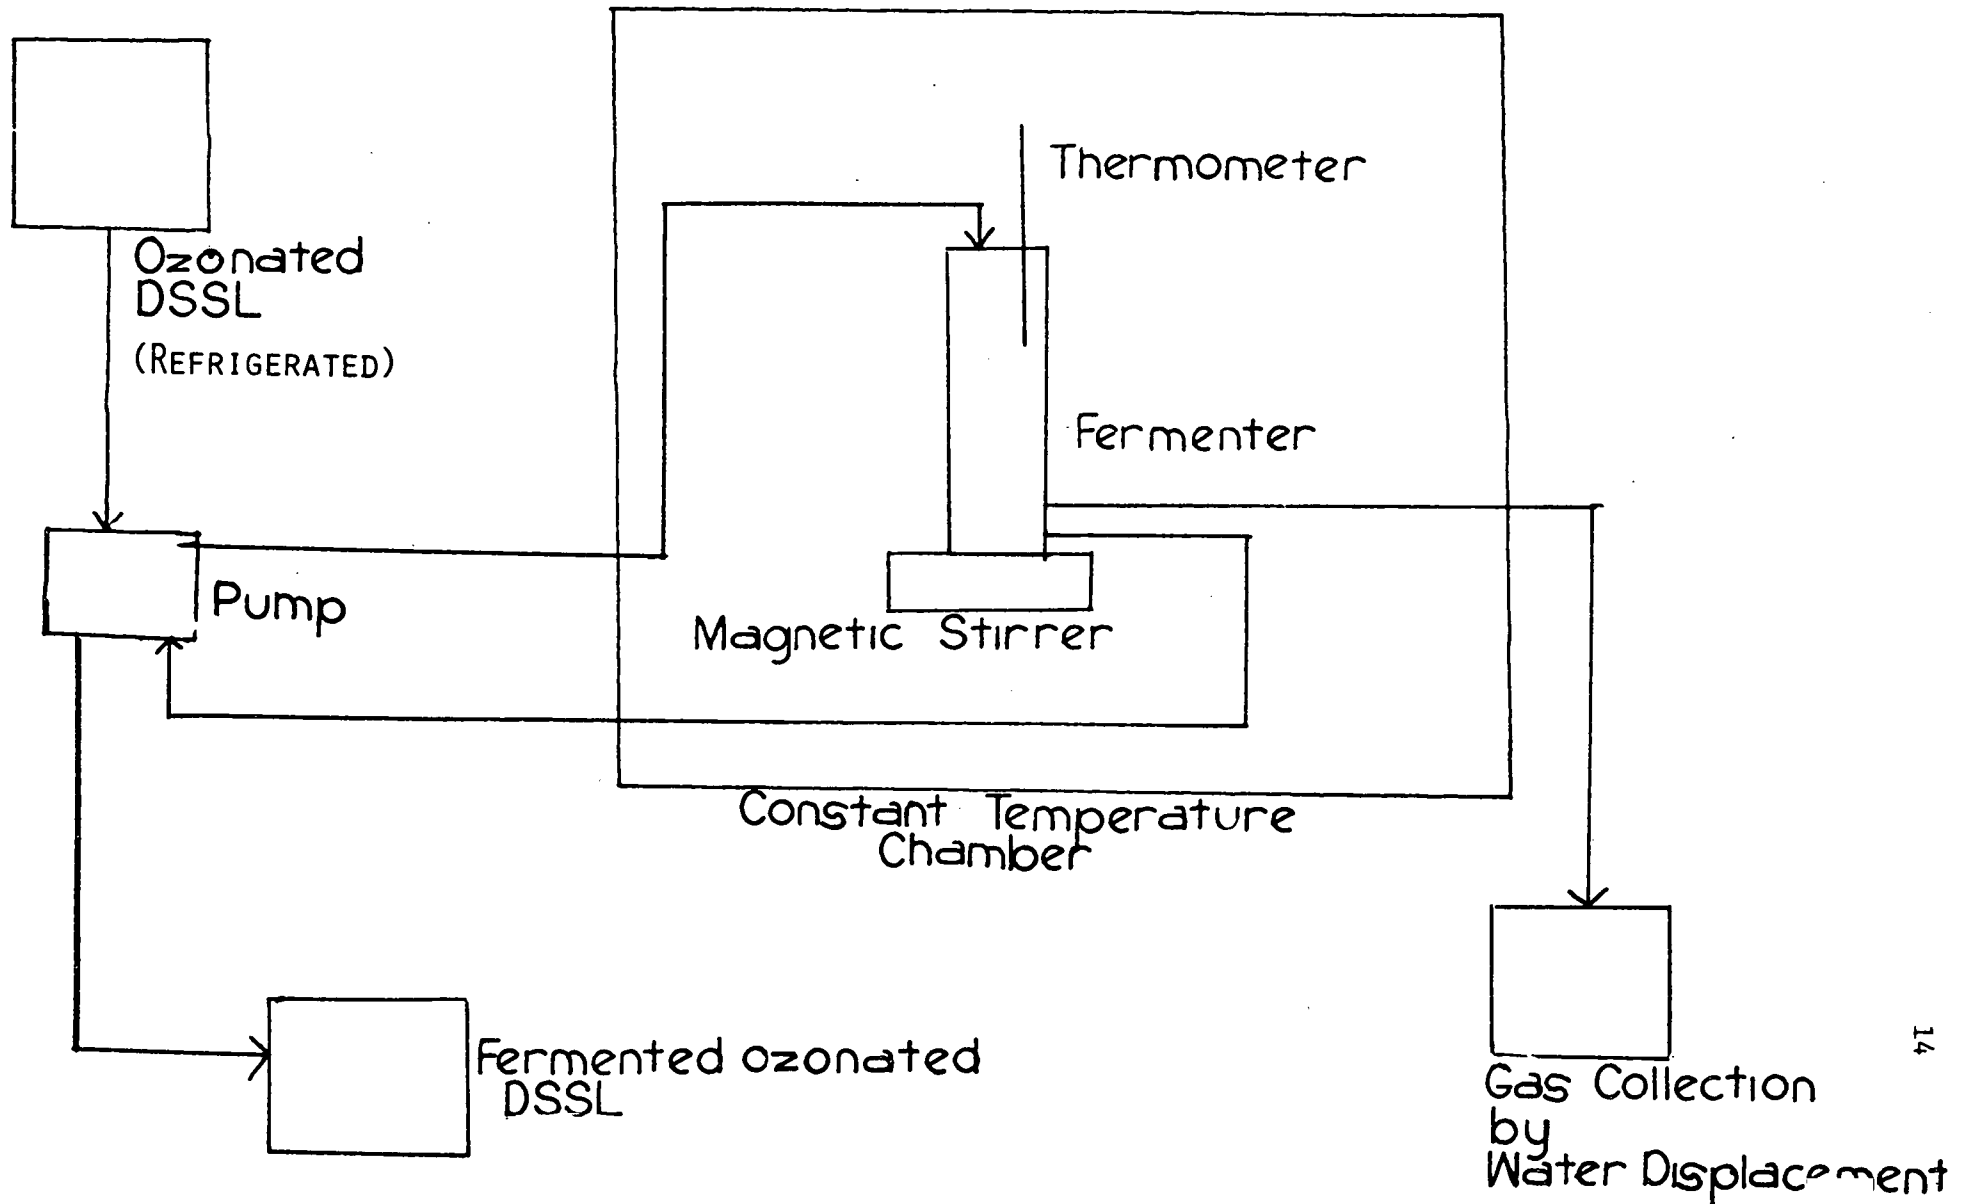 Thermometer
Ozonated
DSSL
(REFRIGERATED)
Fermenter
Pump
Magnetic Stirrer
Constant Temperature
Chamber
Fermented ozonated
DSSL
14
Gas Collection
by
Water Displacement